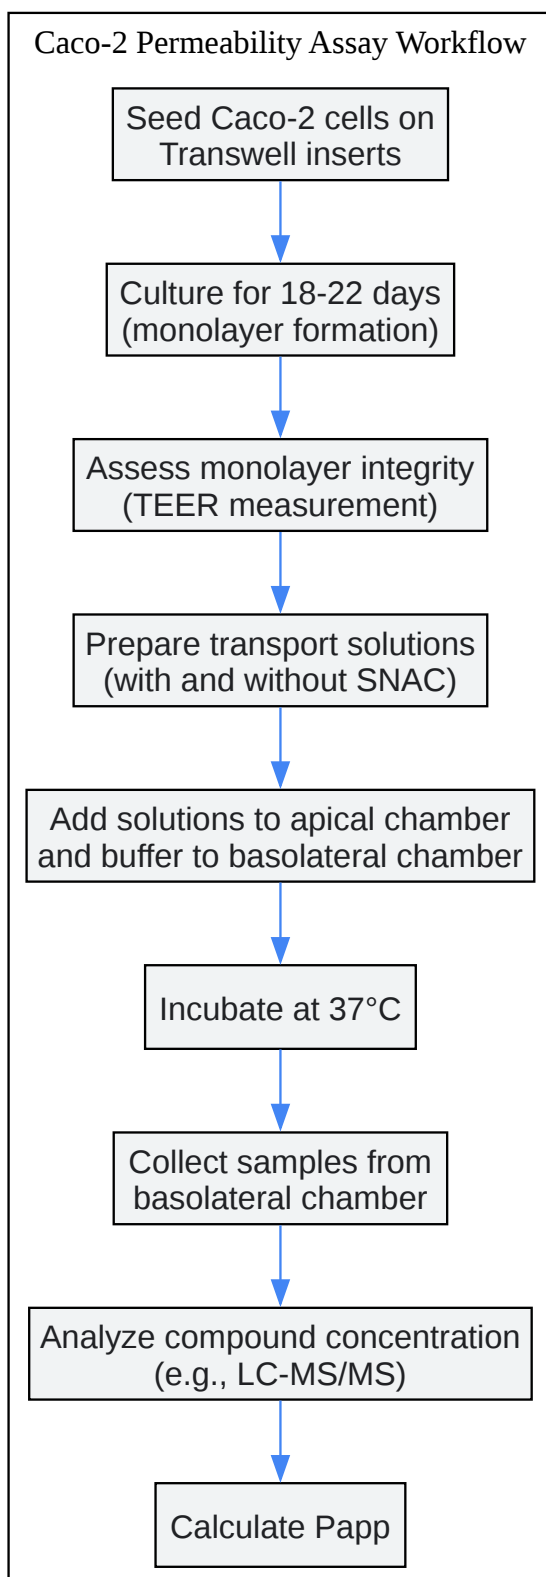 Caco-2 Permeability Assay Workflow
Seed Caco-2 cells on
Transwell inserts
Culture for 18-22 days
(monolayer formation)
Assess monolayer integrity
(TEER measurement)
Prepare transport solutions
(with and without SNAC)
Add solutions to apical chamber
and buffer to basolateral chamber
Incubate at 37°C
Collect samples from
basolateral chamber
Analyze compound concentration
(e.g., LC-MS/MS)
Calculate Papp